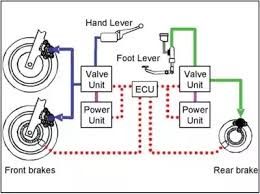 Hand Lever
Foot Lever
Valve
Unit
ECU
Valve
Unit
Power
Unit
Power
Unit
Front brakes
Rear brake